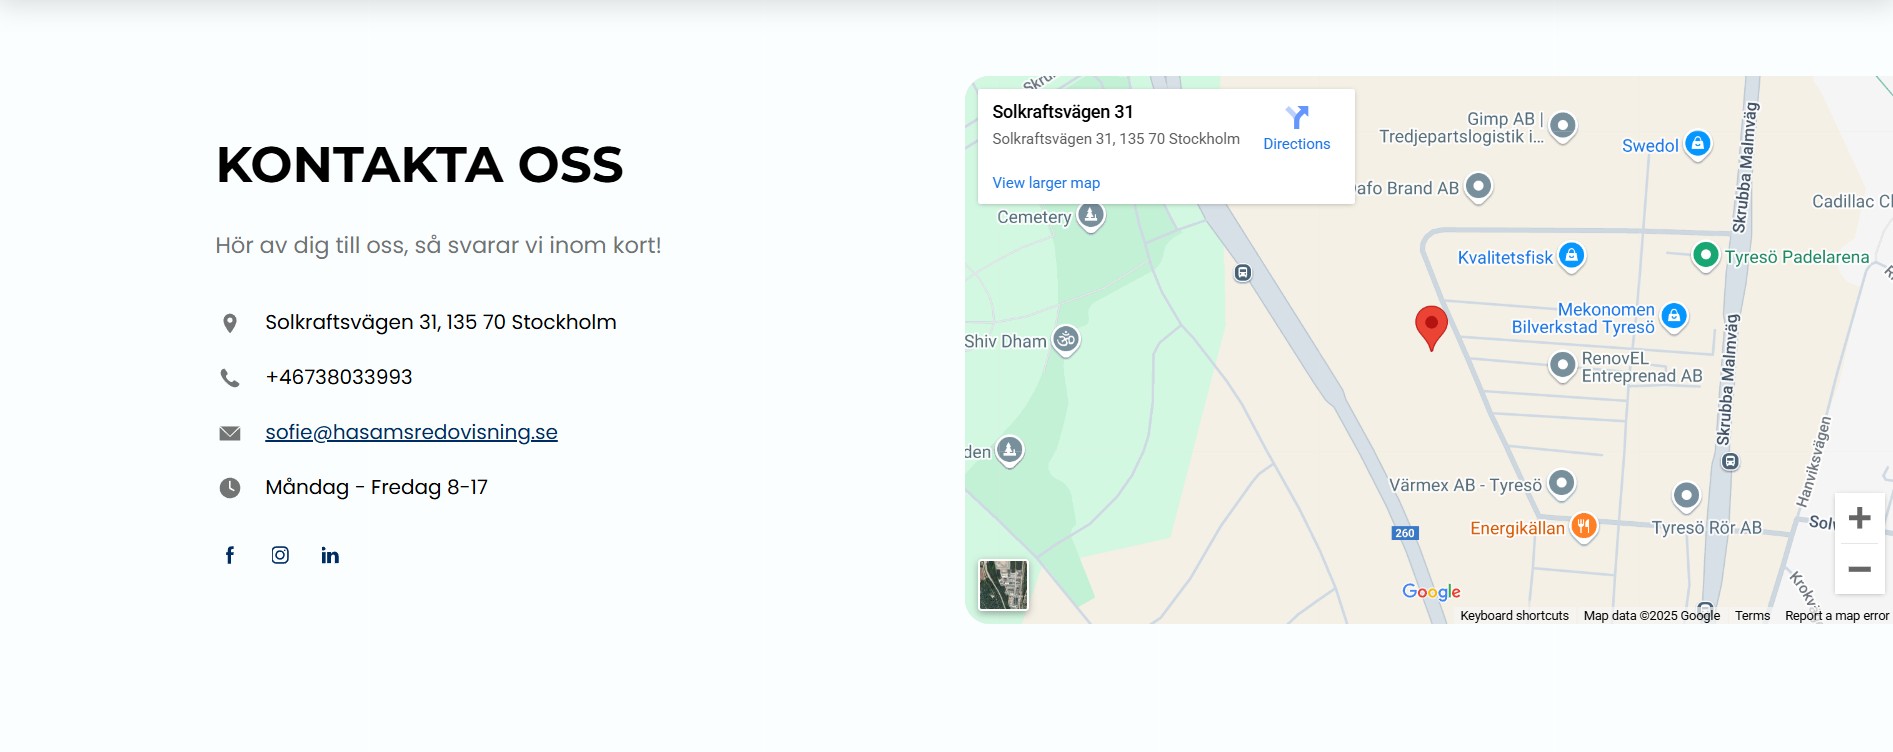 KONTAKTA OSS
Hör av dig till oss, så svarar vi inom kort!
Solkraftsvägen 31, 135 70 Stockholm
+46738033993
sofie@hasamsredovisning.se
Måndag - Fredag 8-17
Solkraftsvägen 31
Solkraftsvägen 31, 135 70 Stockholm
Directions
View larger map
Gimp AB |
Tredjepartslogistik i...
Swedol
Skrubba Malmväg
afo Brand AB
Cadillac
Cemetery
Kvalitetsfisk
Tyresö Padelarena
Mekonomen
Bilverkstad Tyresö
Shiv Dham
RenovEL
Entreprenad AB
Skrubba Malmväg
den
Hanviksvägen
Värmex AB - Tyresö
260
Energikällan
Tyresö Rör AB
Google
Keyboard shortcuts
Map data ©2025 Google
Terms
Report a map error